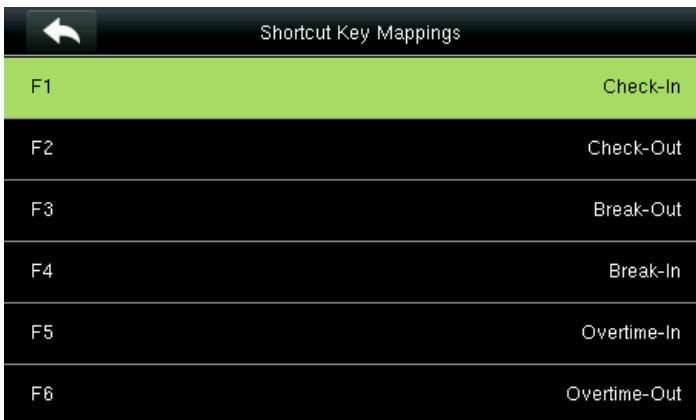 Shortcut Key Mappings
F1 Check-In
F2 Check-Out
F3 Break-Out
F4 Break-In
F5 Overtime-In
F6 Overtime-Out